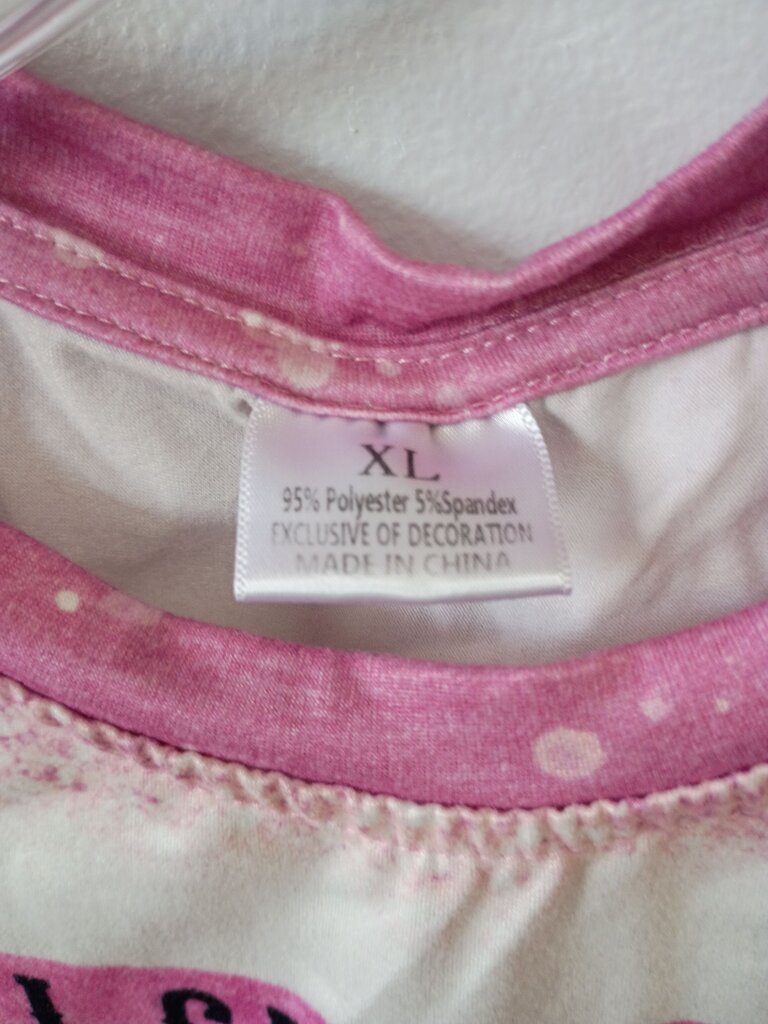 XL
95% Polyester 5%Spandex
EXCLUSIVE OF DECORATION
MADE IN CHINA